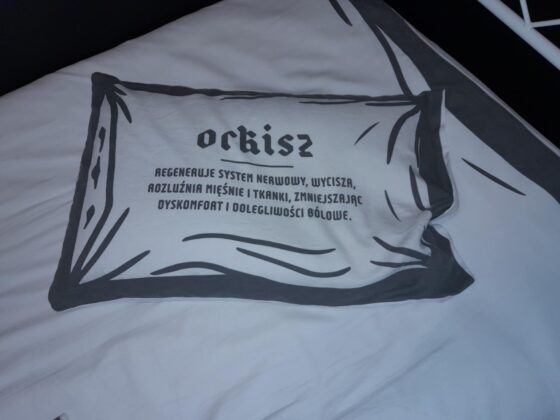 orkisz
REGENERUJE SYSTEM NERWOWY, WYCISZA,
ROZLUŹNIA MIĘŚNIE I TKANKI, ZMNIEJSZAJĄC
DYSKOMFORT I DOLEGLIWOŚCI BÓLOWE.